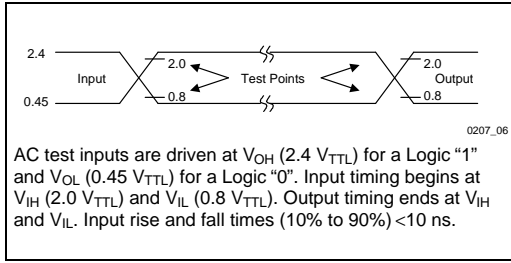 2.4
2.0
2.0
Input
Test Points
Output
0.45
0.8
0.8
0207_06
AC test inputs are driven at VOH (2.4 VTTL) for a Logic “1”
and VOL (0.45 VTTL) for a Logic “0”. Input timing begins at
VIH (2.0 VTTL) and VIL (0.8 VTTL). Output timing ends at VIH
and VIL. Input rise and fall times (10% to 90%) <10 ns.